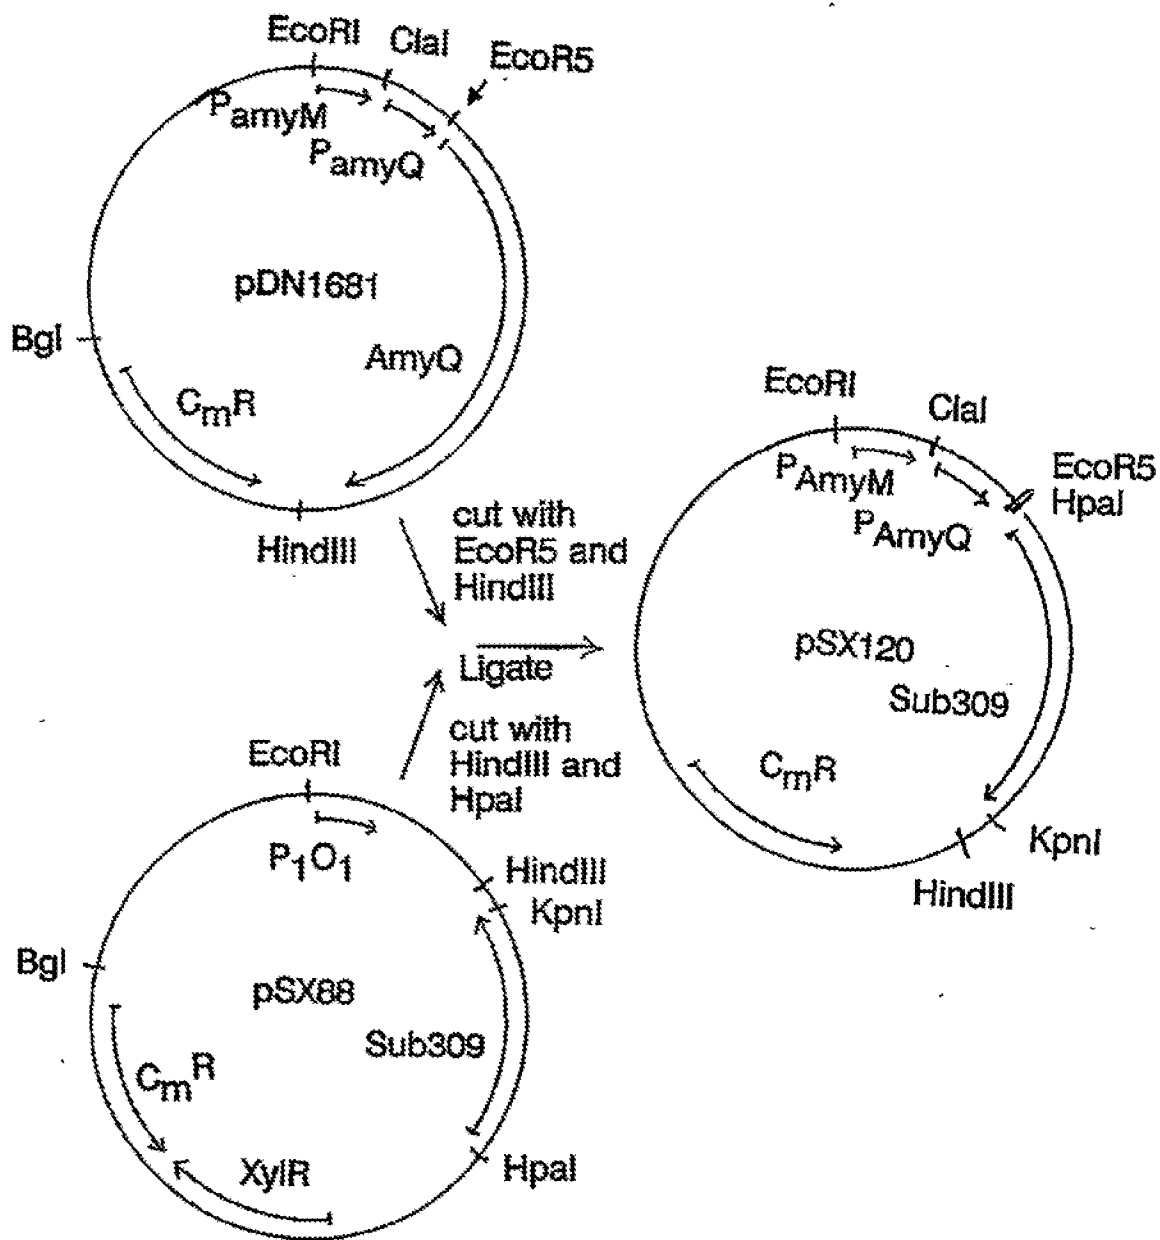 EcoRI
ClaI
EcoR5
PamyM
PamyQ
pDN1681
BglI
AmyQ
CmR
HindIII
cut with
EcoR5 and
HindIII
Ligate
cut with
HindIII and
HpaI
EcoRI
P1O1
HindIII
KpnI
BglI
pSX88
Sub309
CmR
XylR
HpaI
EcoRI
ClaI
EcoR5
HpaI
PAmyM
PAmyQ
pSX120
Sub309
CmR
KpnI
HindIII